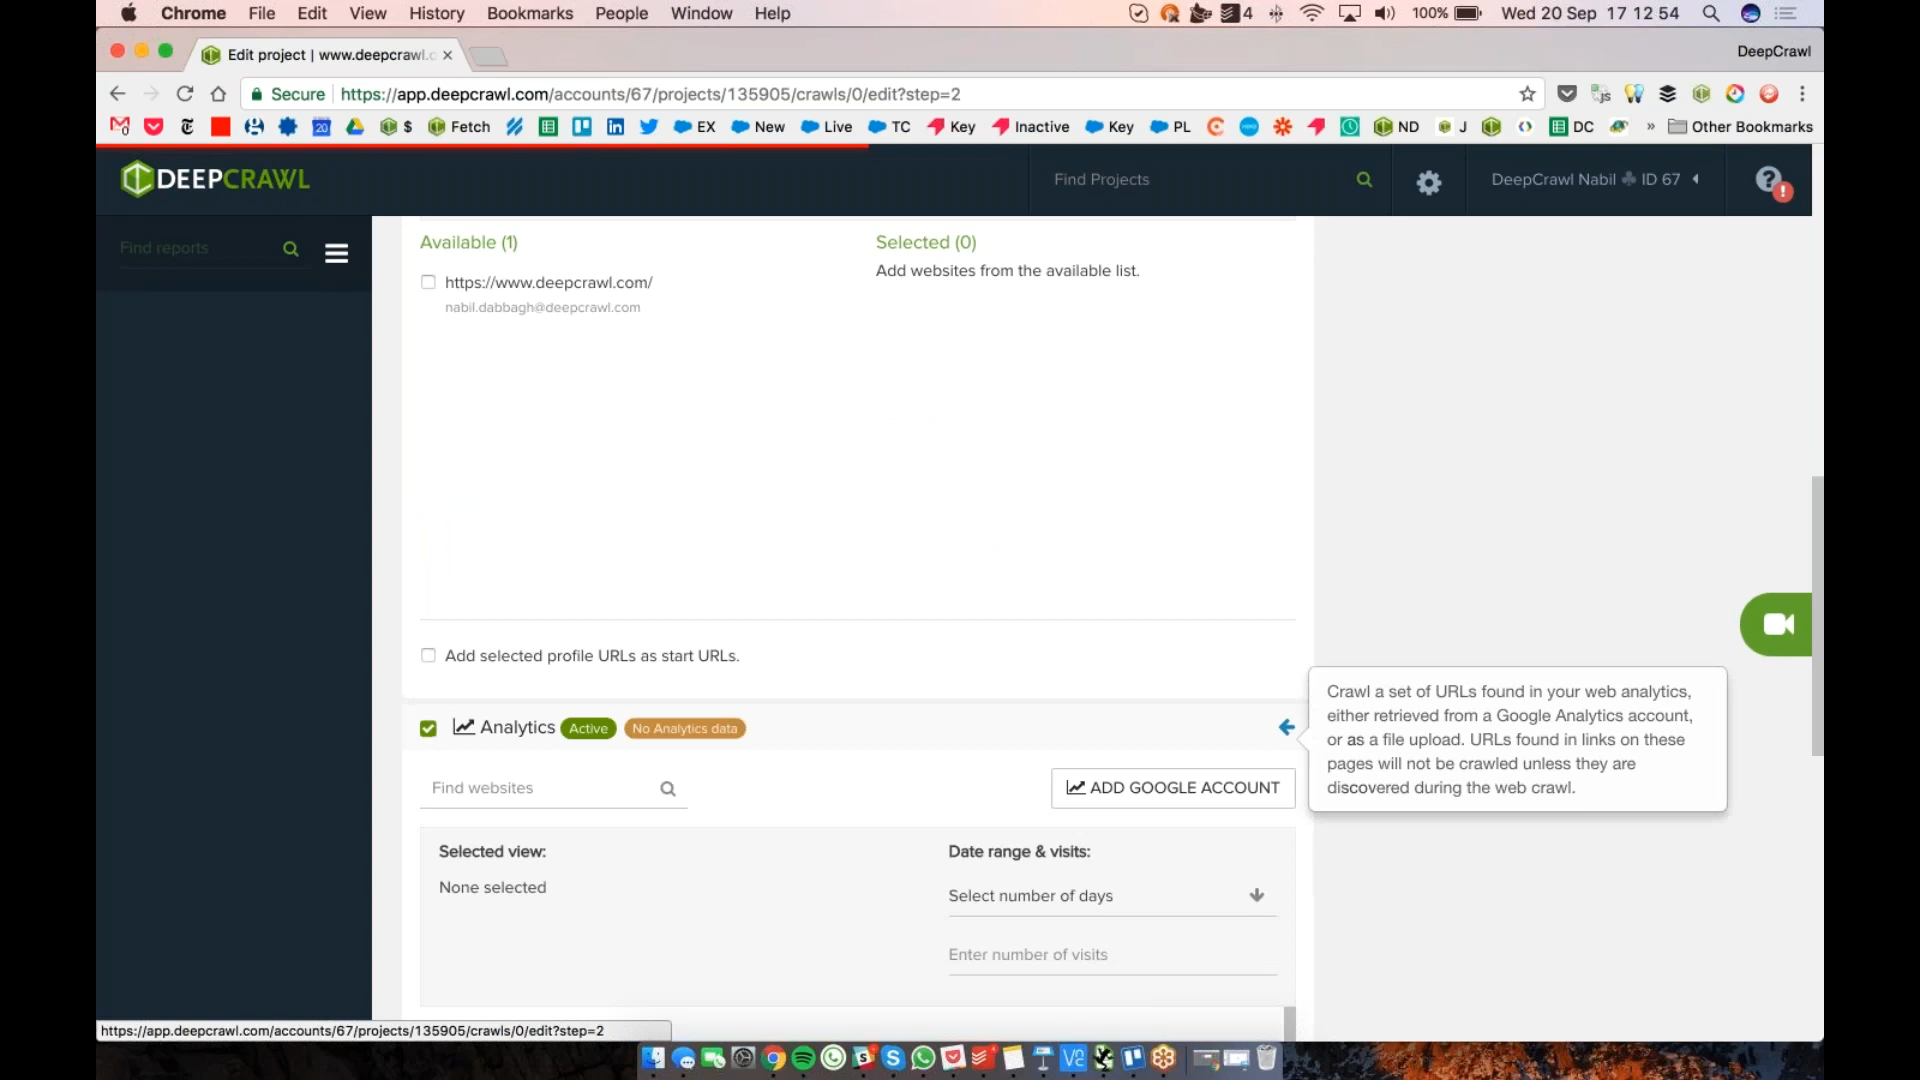 Chrome File Edit View History Bookmarks People Window Help
4 100% Wed 20 Sep 17 12 54
Edit project | www.deepcrawl.c
DeepCrawl
Secure https://app.deepcrawl.com/accounts/67/projects/135905/crawls/0/edit?step=2
20 $ Fetch EX New Live TC Key Inactive Key PL ND J DC » Other Bookmarks
DEEPCRAWL
Find Projects
DeepCrawl Nabil ID 67
Find reports
Available (1)
Selected (0)
https://www.deepcrawl.com/
nabil.dabbagh@deepcrawl.com
Add websites from the available list.
Add selected profile URLs as start URLs.
Analytics Active No Analytics data
Crawl a set of URLs found in your web analytics,
either retrieved from a Google Analytics account,
or as a file upload. URLs found in links on these
pages will not be crawled unless they are
discovered during the web crawl.
Find websites
ADD GOOGLE ACCOUNT
Selected view:
None selected
Date range & visits:
Select number of days
Enter number of visits
https://app.deepcrawl.com/accounts/67/projects/135905/crawls/0/edit?step=2